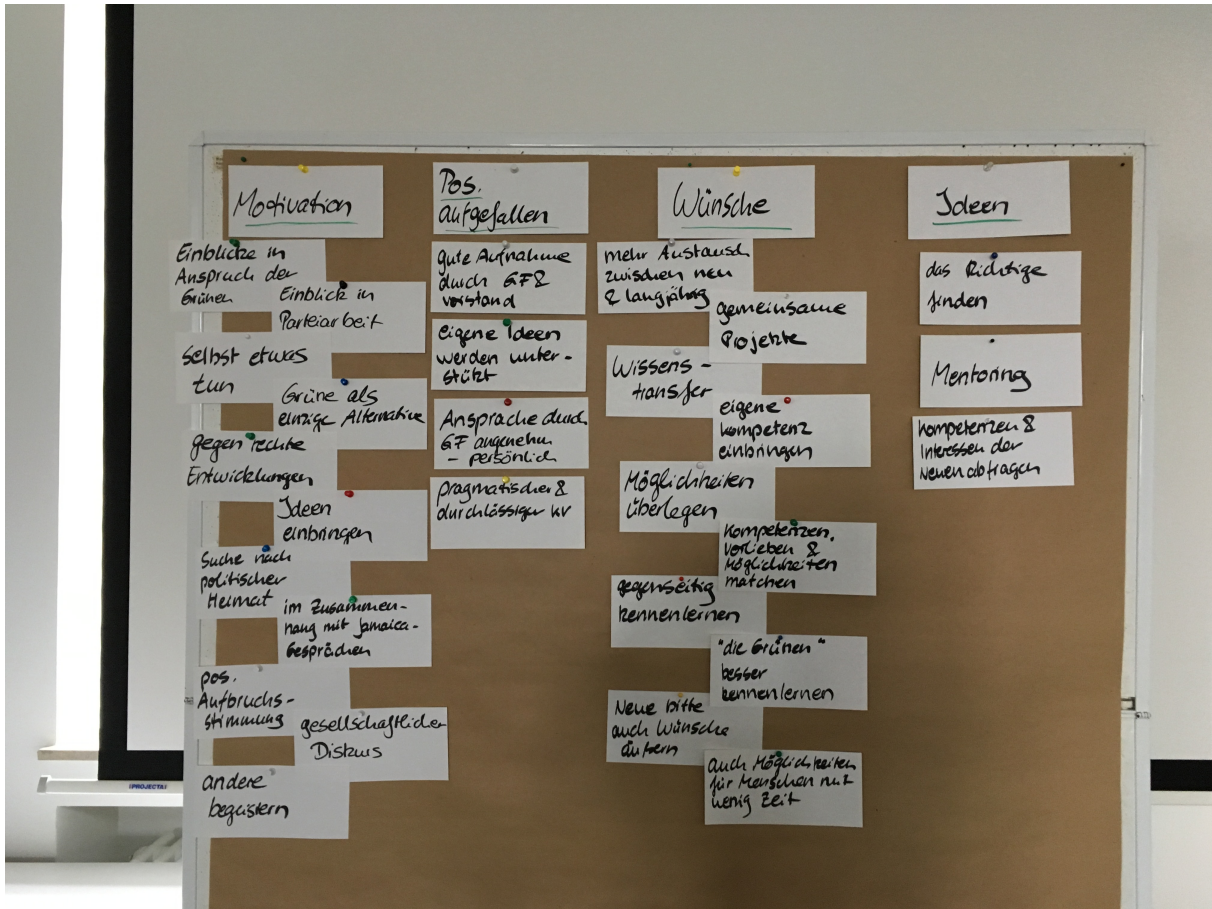 Motivation
Einblicke in
Anspruch der
Grünen
Einblick in
Parteiarbeit
selbst etwas
tun
Grüne als
einzige Alternative
gegen rechte
Entwicklungen
Ideen
einbringen
Suche nach
politischer
Heimat
im Zusammen-
hang mit Jamaica-
Gesprächen
pos.
Aufbruchs-
stimmung
gesellschaftlicher
Diskurs
andere
begeistern
Pos.
aufgefallen
gute Aufnahme
durch GF &
Vorstand
eigene Ideen
werden unter-
stützt
Ansprache durch
GF angenehm
- persönlich
pragmatischer &
durchlässiger KV
Wünsche
mehr Austausch
zwischen neu
& langjährig
gemeinsame
Projekte
Wissens-
transfer
eigene
Kompetenz
einbringen
Möglichkeiten
überlegen
Kompetenzen,
Vorlieben &
Möglichkeiten
matchen
gegenseitig
kennenlernen
"die Grünen"
besser
kennenlernen
Neue bitte
auch Wünsche
äußern
auch Möglichkeiten
für Menschen mit
wenig Zeit
Ideen
das Richtige
finden
Mentoring
Kompetenzen &
Interessen der
Neuen abfragen
PROJECTA